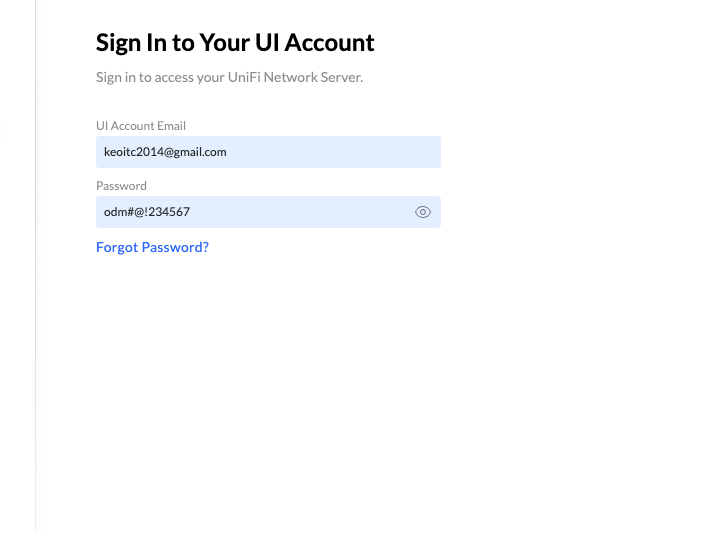 Sign In to Your UI Account
Sign in to access your UniFi Network Server.
UI Account Email
keoitc2014@gmail.com
Password
odm#@!234567
Forgot Password?